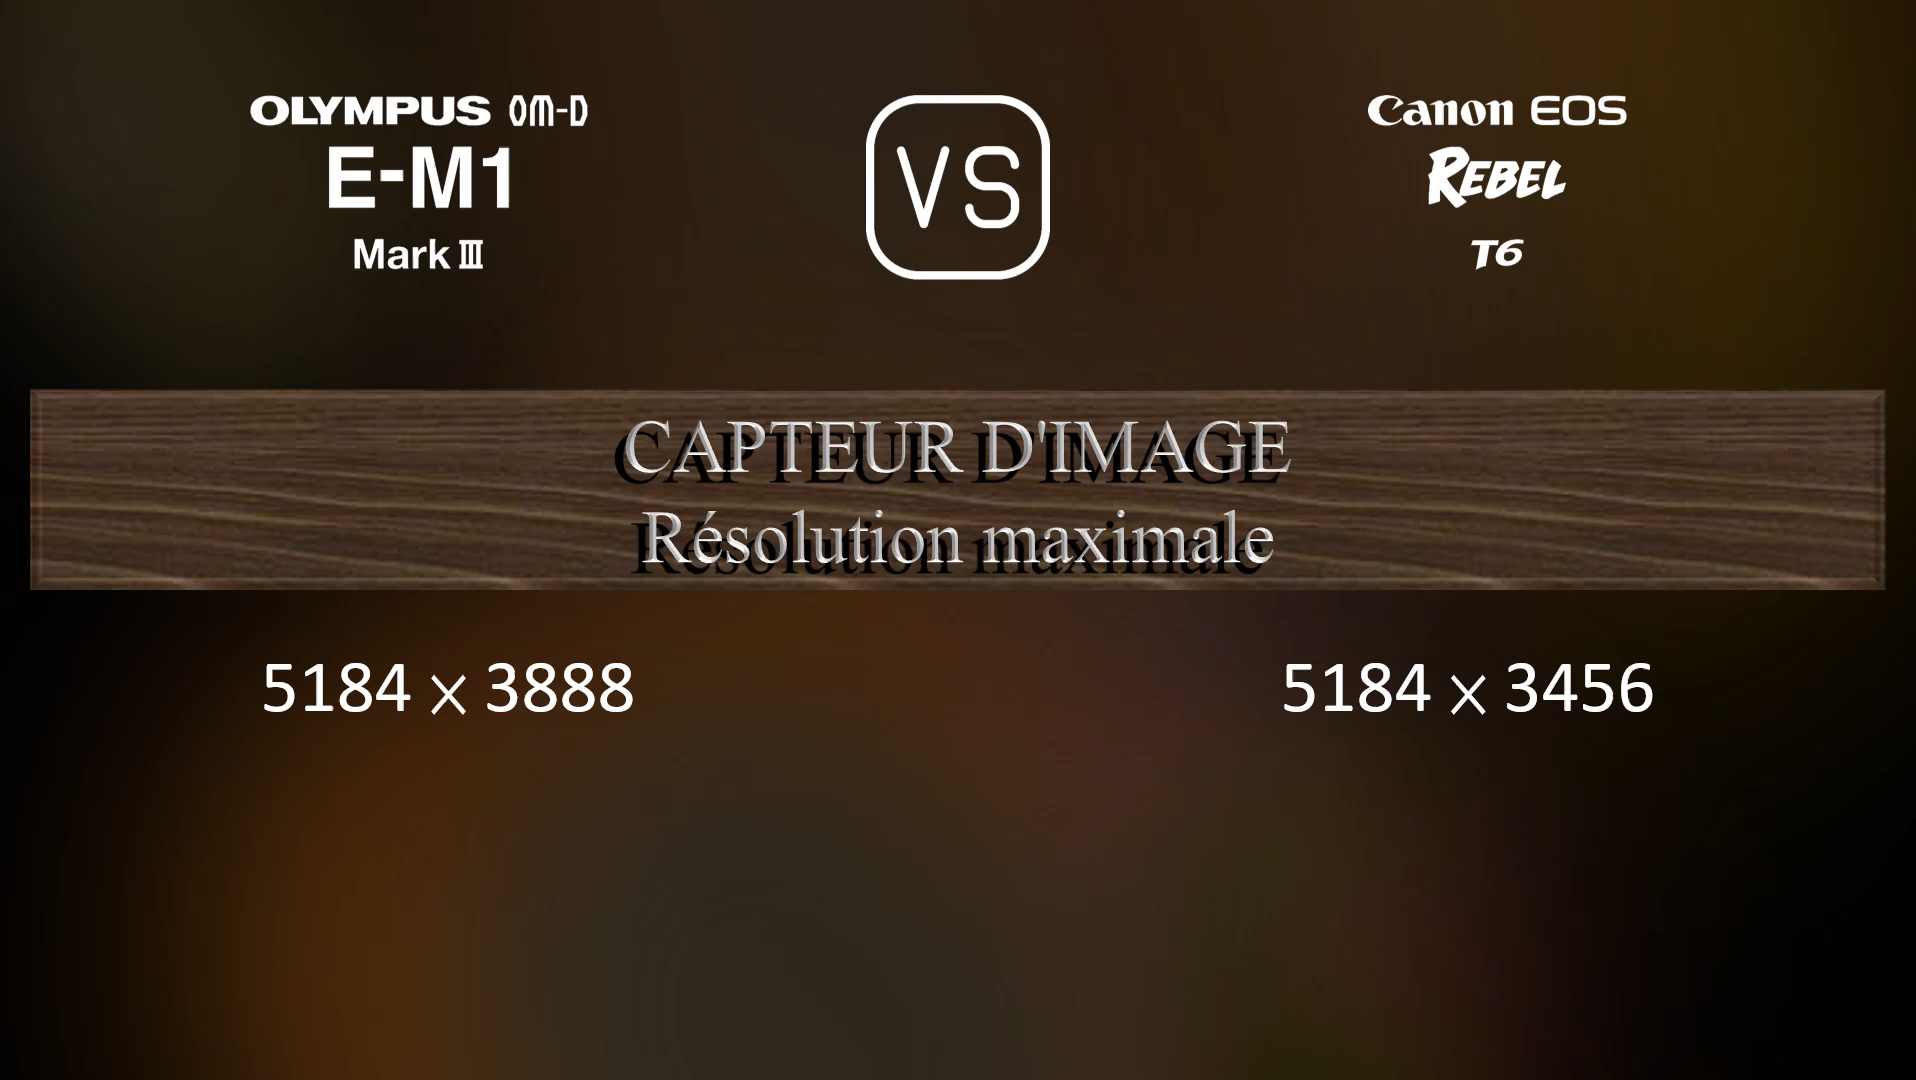 OLYMPUS OM-D
E-M1
Mark III
VS
Canon EOS
REBEL
T6
CAPTEUR D'IMAGE
Résolution maximale
5184 x 3888
5184 x 3456